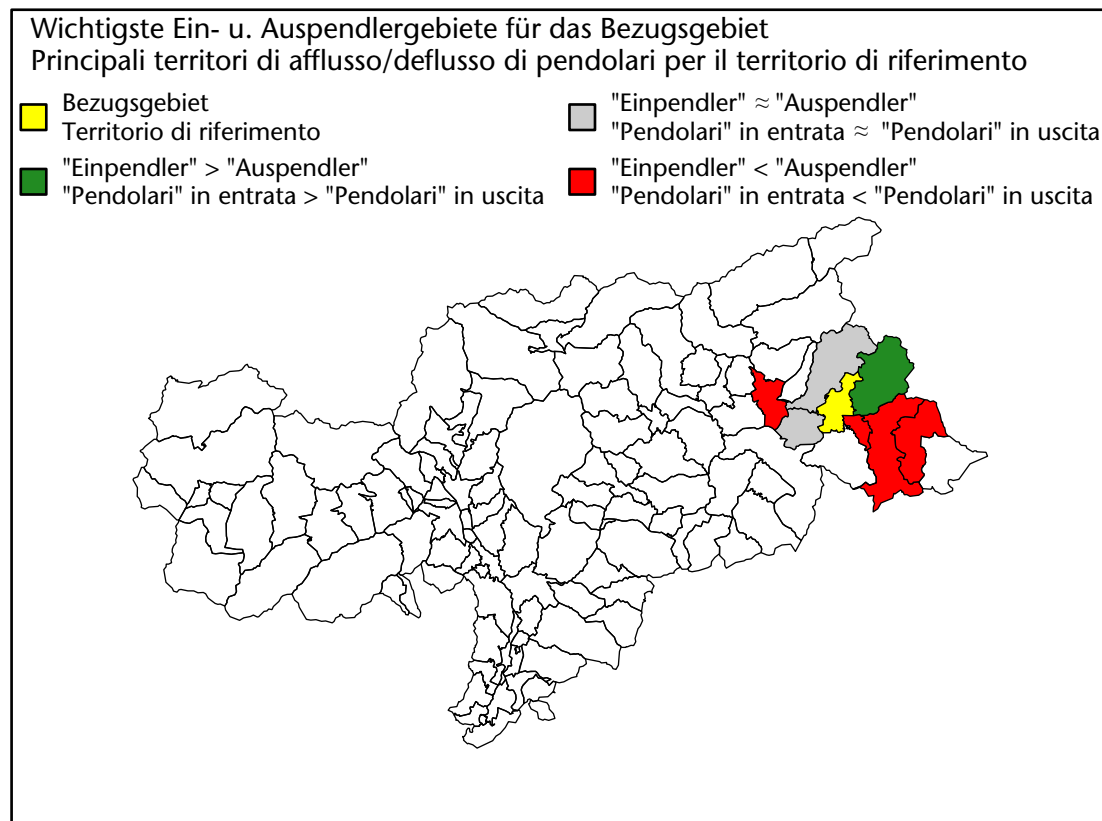 Wichtigste Ein- u. Auspendlergebiete für das Bezugsgebiet
Principali territori di afflusso/deflusso di pendolari per il territorio di riferimento
Bezugsgebiet
Territorio di riferimento
"Einpendler" > "Auspendler"
"Pendolari" in entrata > "Pendolari" in uscita
"Einpendler" ≈ "Auspendler"
"Pendolari" in entrata ≈ "Pendolari" in uscita
"Einpendler" < "Auspendler"
"Pendolari" in entrata < "Pendolari" in uscita